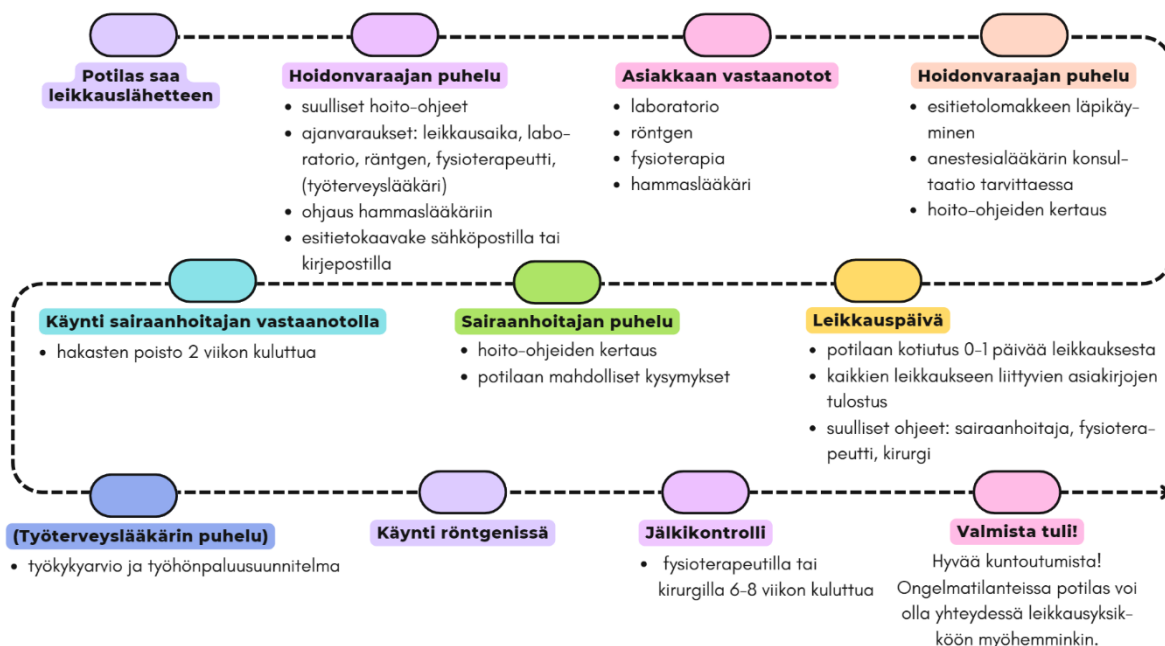 Potilas saa
leikkauslähetteen
Hoidonvaraajan puhelu
• suulliset hoito-ohjeet
• ajanvaraukset: leikkausaika, labo-
ratorio, räntgen, fysioterapeutti,
(työterveyslääkäri)
• ohjaus hammaslääkäriin
• esitietokaavake sähköpostilla tai
kirjepostilla
Asiakkaan vastaanotot
• laboratorio
• röntgen
• fysioterapia
• hammaslääkäri
Hoidonvaraajan puhelu
• esitietolomakkeen läpikäy-
minen
• anestesialääkärin konsul-
taatio tarvittaessa
• hoito-ohjeiden kertaus
Leikkauspäivä
• potilaan kotiutus 0-1 päivää leikkauksesta
• kaikkien leikkaukseen liittyvien asiakirjojen
tulostus
• suulliset ohjeet: sairaanhoitaja, fysiotera-
peutti, kirurgi
Sairaanhoitajan puhelu
• hoito-ohjeiden kertaus
• potilaan mahdolliset kysymykset
Käynti sairaanhoitajan vastaanotolla
• hakasten poisto 2 viikon kuluttua
(Työterveyslääkärin puhelu)
• työkykyarvio ja työhönpaluusuunnitelma
Käynti röntgenissä
Jälkikontrolli
• fysioterapeutilla tai
kirurgilla 6-8 viikon kuluttua
Valmista tuli!
Hyvää kuntoutumista!
Ongelmatilanteissa potilas voi
olla yhteydessä leikkausyksik-
köön myöhemminkin.